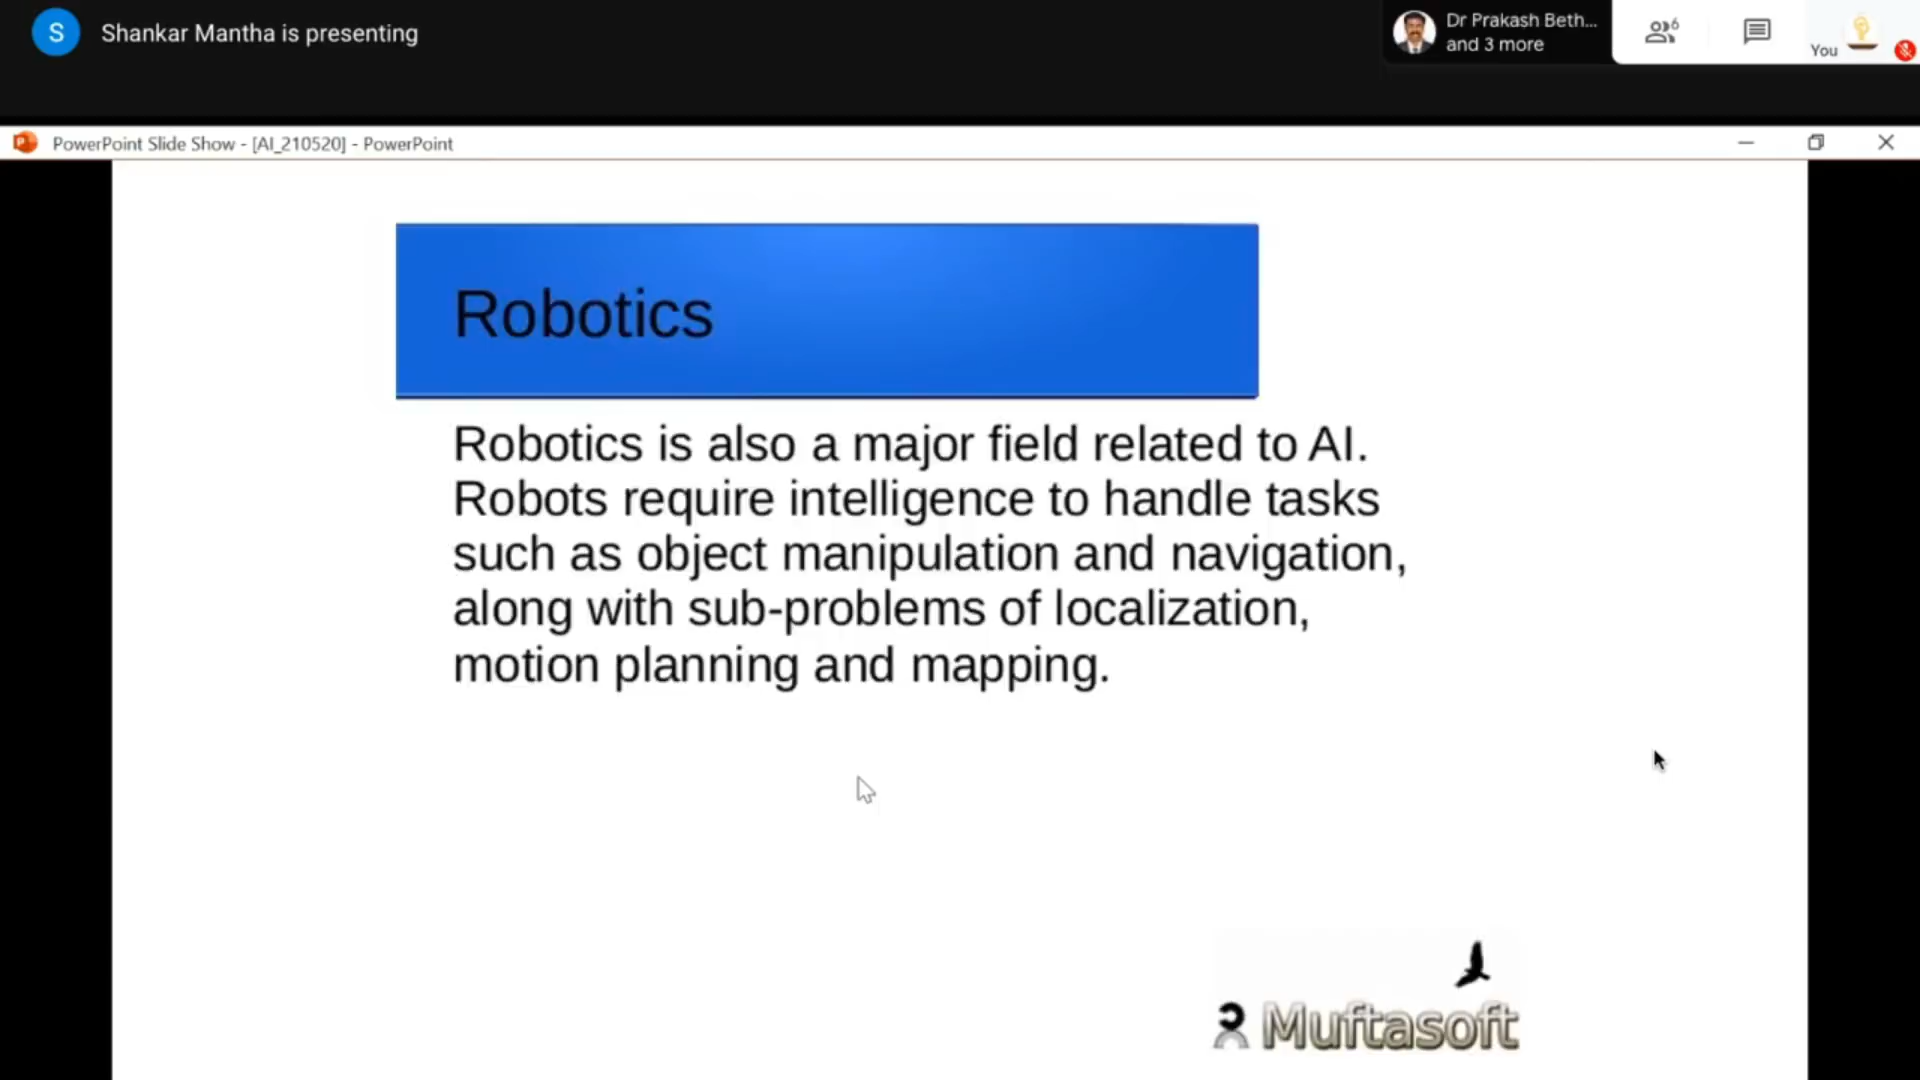 S
Shankar Mantha is presenting
Dr Prakash Beth...
and 3 more
6
You
PowerPoint Slide Show - [AI_210520] - PowerPoint
Robotics
Robotics is also a major field related to AI.
Robots require intelligence to handle tasks
such as object manipulation and navigation,
along with sub-problems of localization,
motion planning and mapping.
Muftasoft